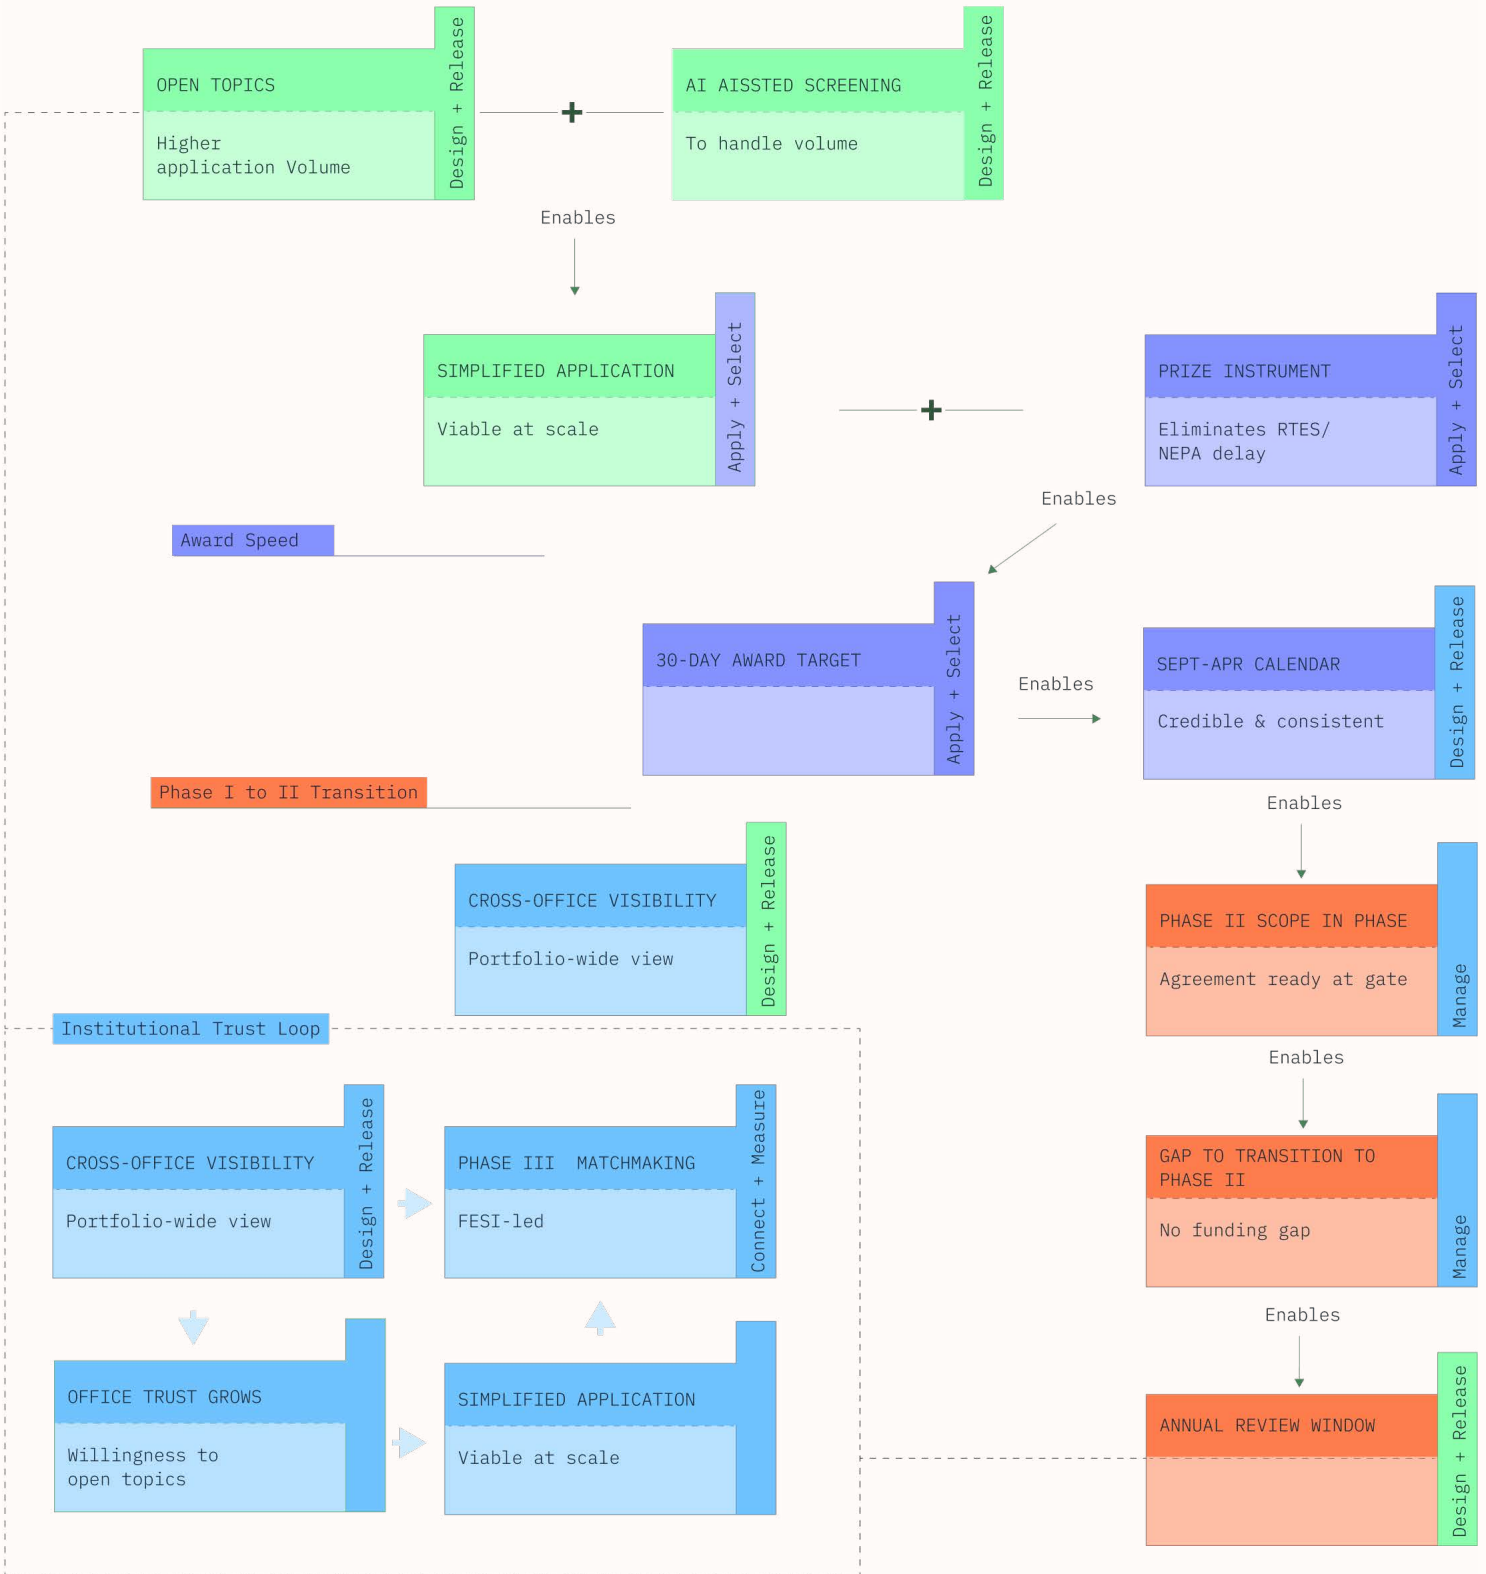 OPEN TOPICS
Higher
application Volume
Design + Release
AI AISSTED SCREENING
To handle volume
Design + Release
Enables
SIMPLIFIED APPLICATION
Viable at scale
Apply + Select
PRIZE INSTRUMENT
Eliminates RTES/
NEPA delay
Apply + Select
Enables
Award Speed
30-DAY AWARD TARGET
Apply + Select
Enables
SEPT-APR CALENDAR
Credible & consistent
Design + Release
Enables
Phase I to II Transition
CROSS-OFFICE VISIBILITY
Portfolio-wide view
Design + Release
PHASE II SCOPE IN PHASE
Agreement ready at gate
Manage
Enables
Institutional Trust Loop
CROSS-OFFICE VISIBILITY
Portfolio-wide view
Design + Release
PHASE III MATCHMAKING
FESI-led
Connect + Measure
GAP TO TRANSITION TO
PHASE II
No funding gap
Manage
Enables
OFFICE TRUST GROWS
Willingness to
open topics
SIMPLIFIED APPLICATION
Viable at scale
ANNUAL REVIEW WINDOW
Design + Release